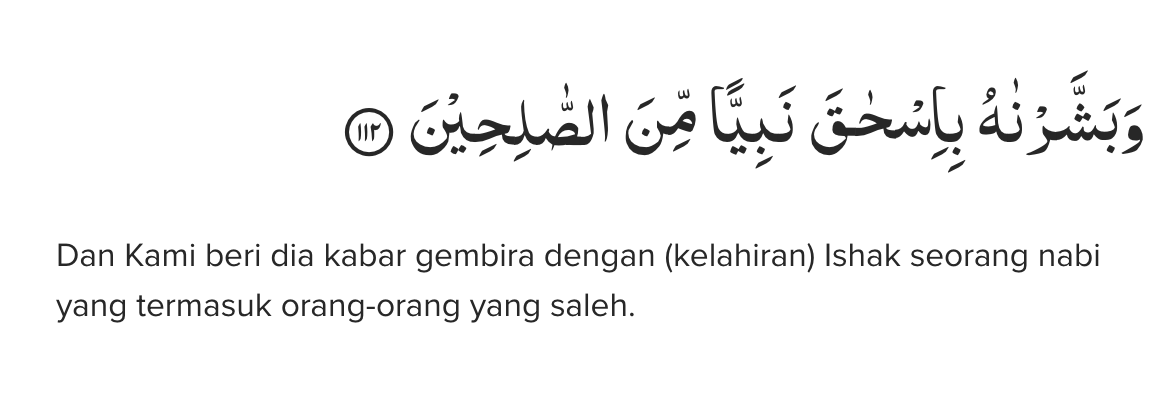 وَبَشَّرْنٰهُ بِاِسْحٰقَ نَبِيًّا مِّنَ الصّٰلِحِيْنَ ١١٢
Dan Kami beri dia kabar gembira dengan (kelahiran) Ishak seorang nabi
yang termasuk orang-orang yang saleh.